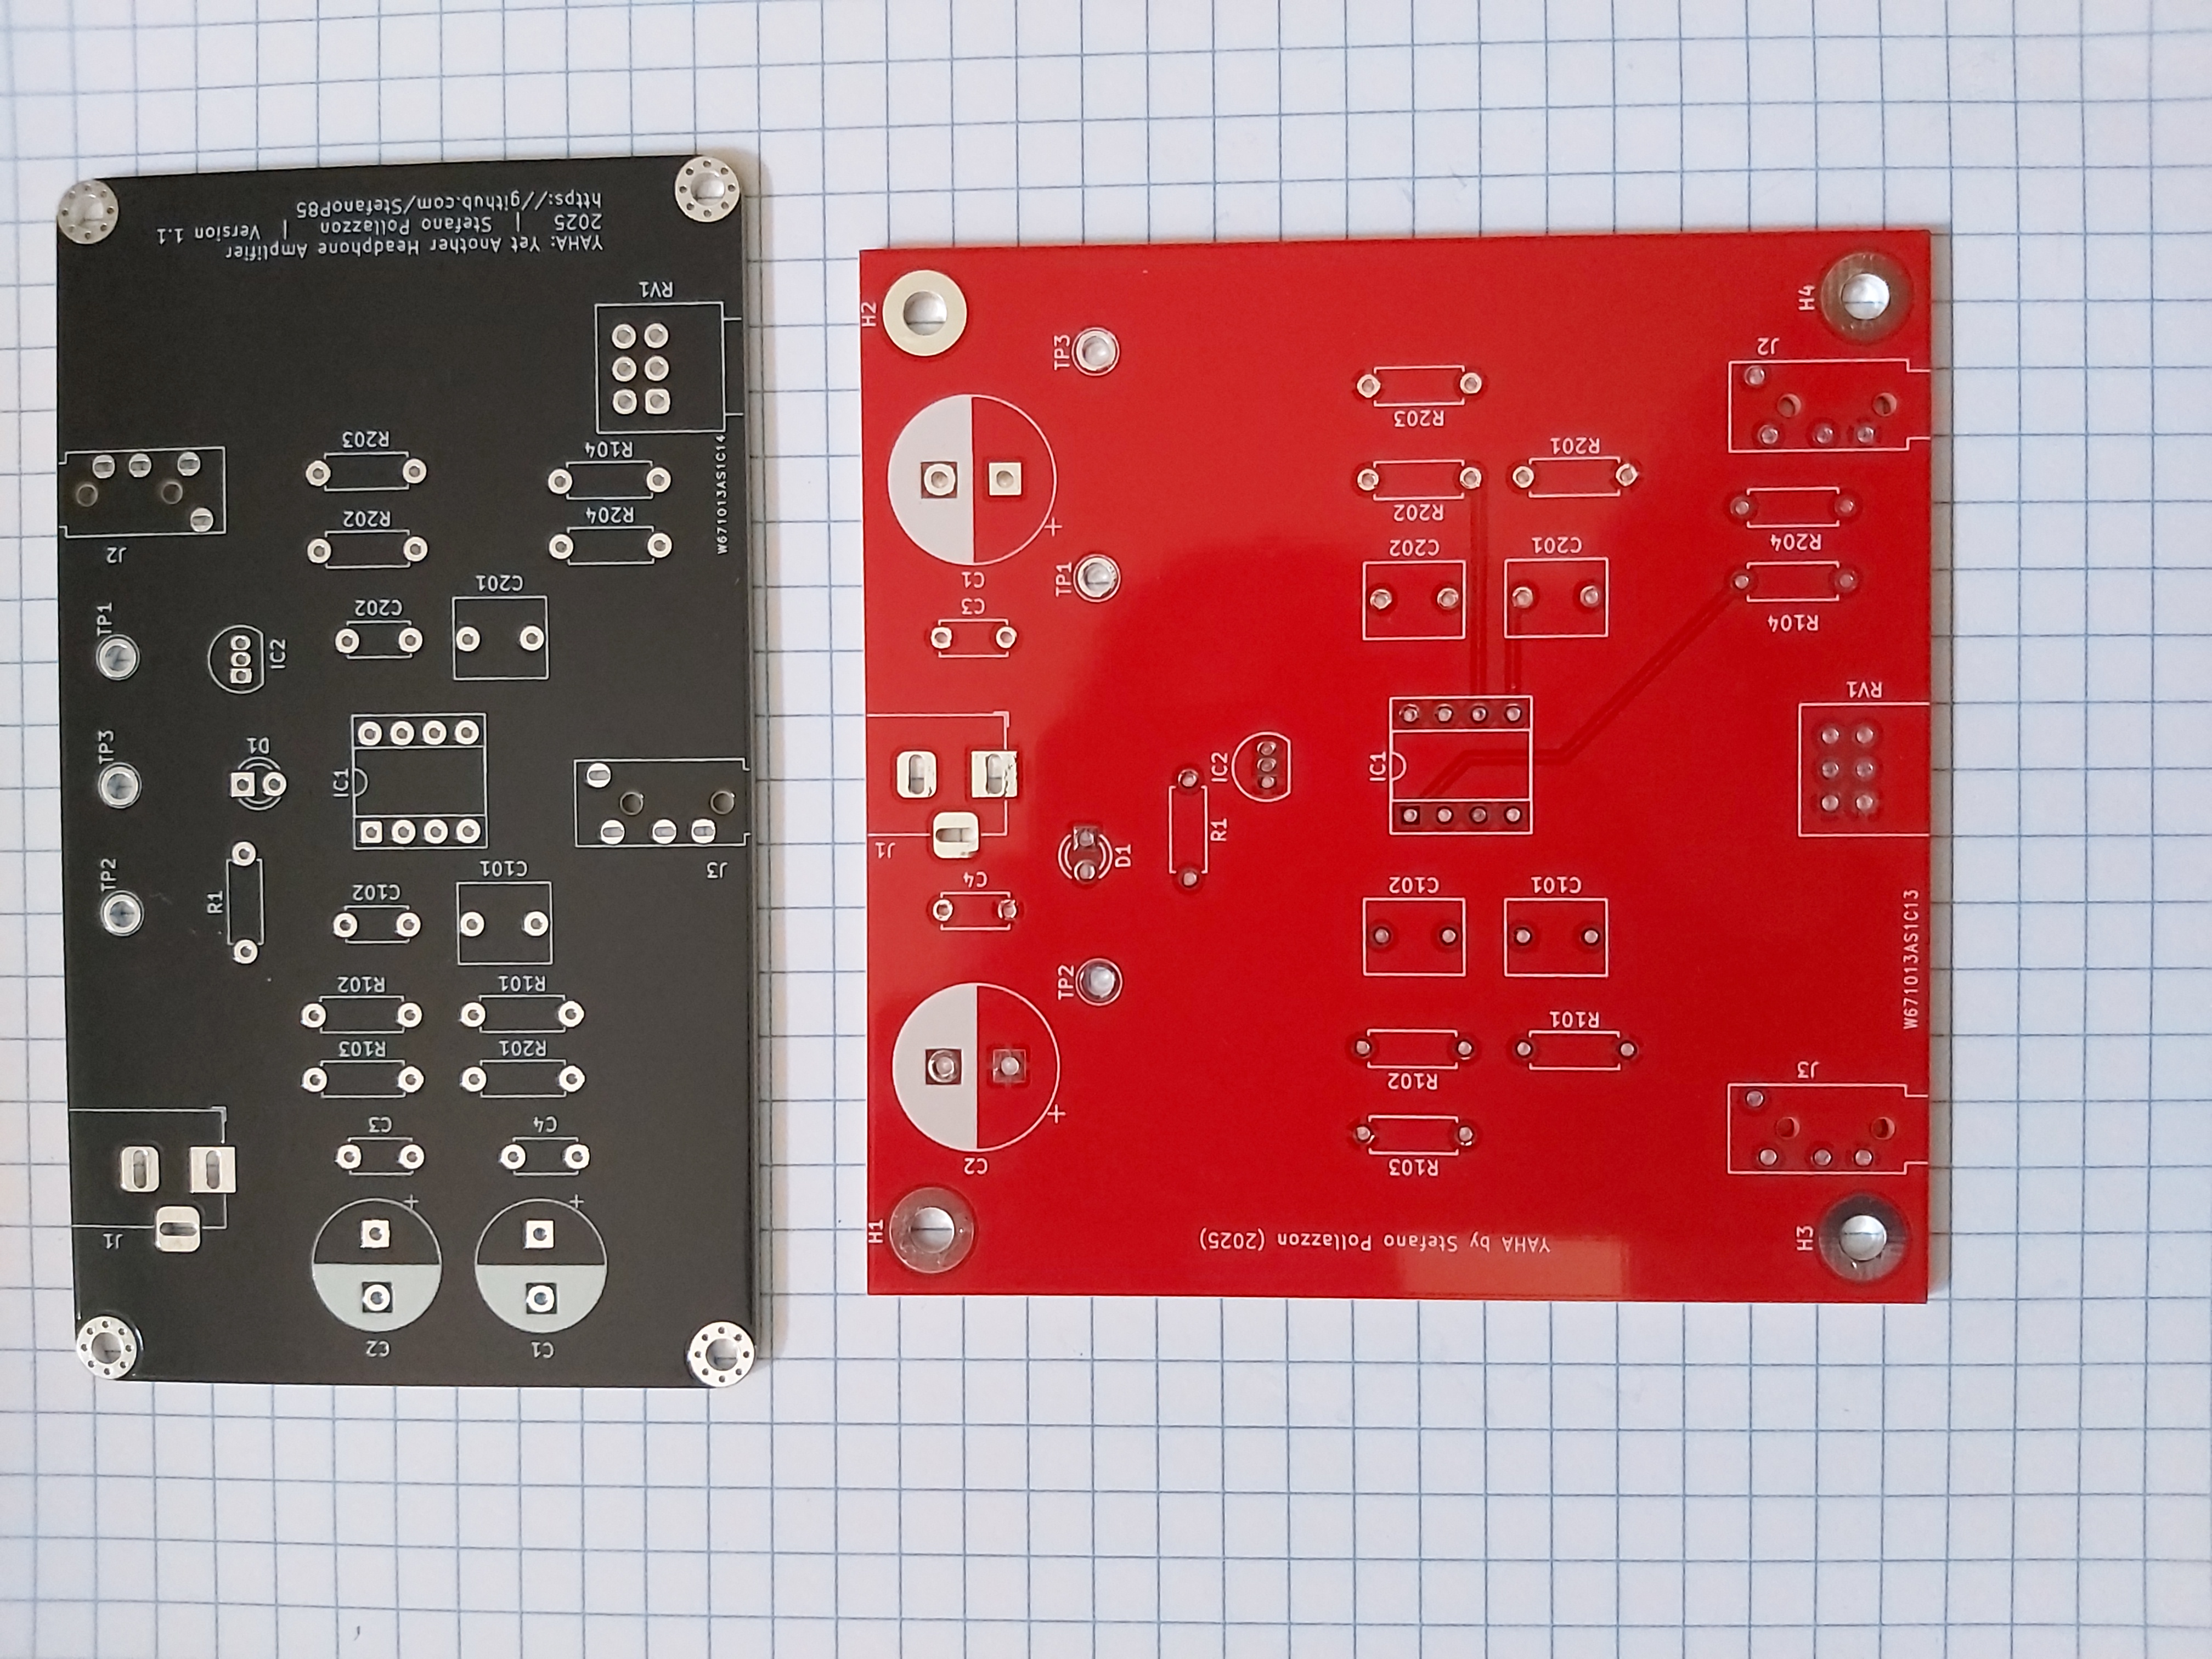 J1
TP2
TP3
TP1
J2
R1
D1
IC2
C2
+
C3
R103
R102
C102
IC1
C202
R202
R203
C1
+
C4
R201
R101
C101
C201
R204
R104
J3
RV1
W671013AS1C14
YAHA: Yet Another Headphone Amplifier
2025 | Stefano Pollazzon | Version 1.1
https://github.com/StefanoP85
H1
C2
+
C4
J1
C3
C1
+
H2
TP2
D1
TP1
TP3
R1
IC2
YAHA by Stefano Pollazzon (2025)
R103
R102
C102
IC1
C202
R202
R203
R101
C101
C201
R201
H3
J3
RV1
R104
R204
J2
H4
W671013AS1C13